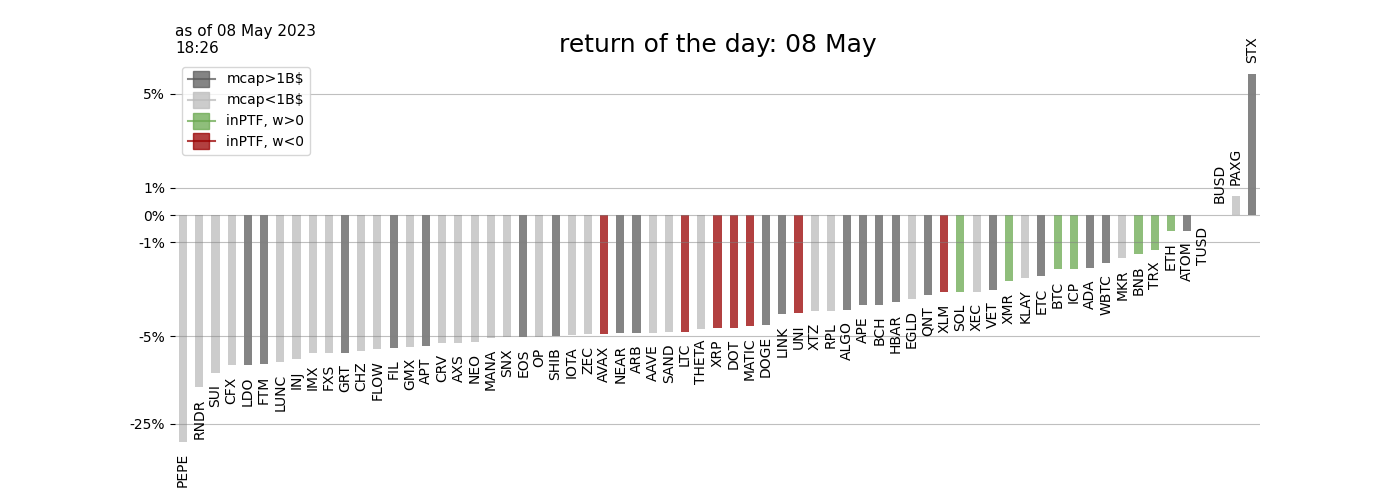 as of 08 May 2023
18:26
return of the day: 08 May
mcap>1B$
mcap<1B$
inPTF, w>0
inPTF, w<0
5%
1%
0%
-1%
-5%
-25%
PEPE
RNDR
SUI
CFX
LDO
FTM
LUNC
INJ
IMX
FXS
GRT
CHZ
FLOW
FIL
GMX
APT
CRV
AXS
NEO
MANA
SNX
EOS
OP
SHIB
IOTA
ZEC
AVAX
NEAR
ARB
AAVE
SAND
LTC
THETA
XRP
DOT
MATIC
DOGE
LINK
UNI
XTZ
RPL
ALGO
APE
BCH
HBAR
EGLD
QNT
XLM
SOL
XEC
VET
XMR
KLAY
ETC
BTC
ICP
ADA
WBTC
MKR
BNB
TRX
ETH
ATOM
TUSD
BUSD
PAXG
STX